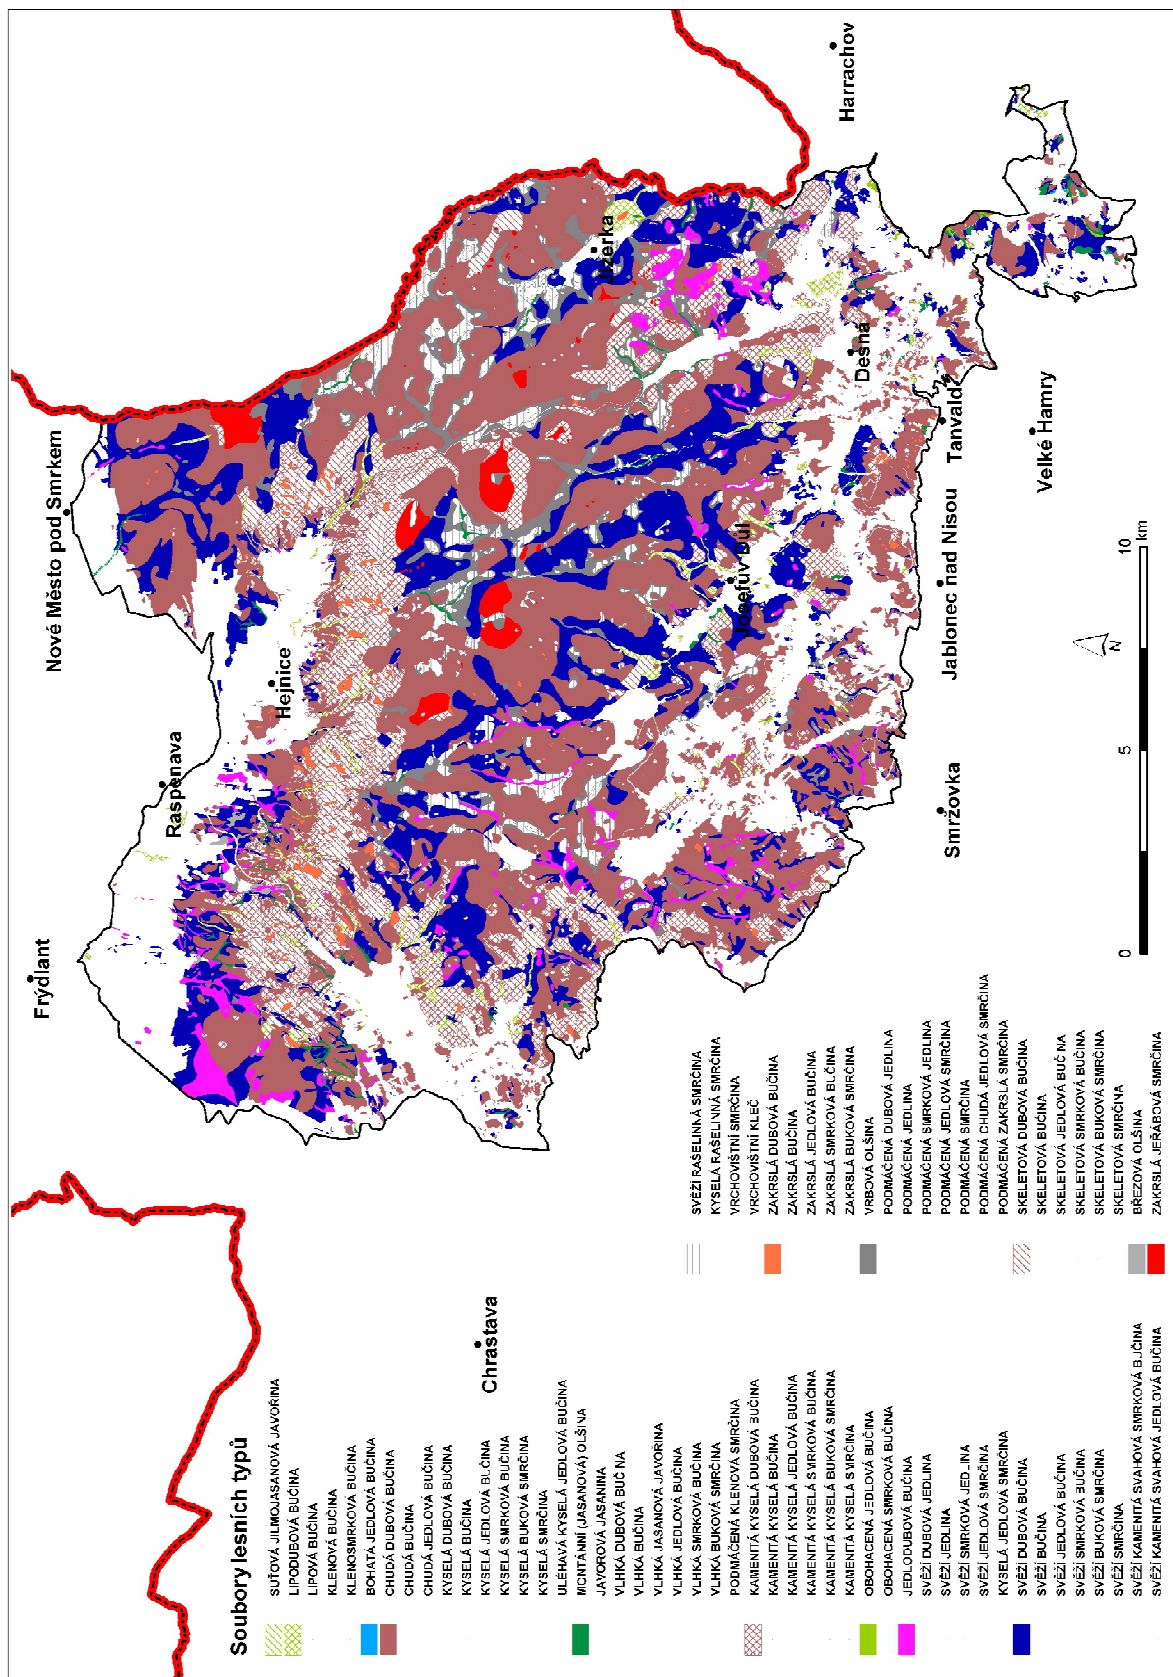 Frýdlant
Raspenava
Nové Město pod Smrkem
Hejnice
Jizerka
Harrachov
Josefův Důl
Desná
Tanvald
Smržovka
Jablonec nad Nisou
Velké Hamry
Chrastava
0
5
10
km
N
Soubory lesních typů
SUŤOVÁ JILMOJASANOVÁ JAVOŘINA
LIPODUBOVÁ BUČINA
LIPOVÁ BUČINA
KLENOVÁ BUČINA
KLENOSMRKOVÁ BUČINA
BOHATÁ JEDLOVÁ BUČINA
CHUDÁ DUBOVÁ BUČINA
CHUDÁ BUČINA
CHUDÁ JEDLOVÁ BUČINA
KYSELÁ DUBOVÁ BUČINA
KYSELÁ BUČINA
KYSELÁ JEDLOVÁ BUČINA
KYSELÁ SMRKOVÁ BUČINA
KYSELÁ BUKOVÁ SMRČINA
KYSELÁ SMRČINA
ULÉHAVÁ KYSELÁ JEDLOVÁ BUČINA
MONTÁNNÍ (JASANOVÁ) OLŠINA
JAVOROVÁ JASANINA
VLHKÁ DUBOVÁ BUČINA
VLHKÁ BUČINA
VLHKÁ JASANOVÁ JAVOŘINA
VLHKÁ JEDLOVÁ BUČINA
VLHKÁ SMRKOVÁ BUČINA
VLHKÁ BUKOVÁ SMRČINA
PODMÁČENÁ KLENOVÁ SMRČINA
KAMENITÁ KYSELÁ DUBOVÁ BUČINA
KAMENITÁ KYSELÁ BUČINA
KAMENITÁ KYSELÁ JEDLOVÁ BUČINA
KAMENITÁ KYSELÁ SMRKOVÁ BUČINA
KAMENITÁ KYSELÁ BUKOVÁ SMRČINA
KAMENITÁ KYSELÁ SMRČINA
OBOHACENÁ JEDLOVÁ BUČINA
OBOHACENÁ SMRKOVÁ BUČINA
JEDLODUBOVÁ BUČINA
SVĚŽÍ DUBOVÁ JEDLINA
SVĚŽÍ JEDLINA
SVĚŽÍ SMRKOVÁ JEDLINA
SVĚŽÍ JEDLOVÁ SMRČINA
KYSELÁ JEDLOVÁ SMRČINA
SVĚŽÍ DUBOVÁ BUČINA
SVĚŽÍ BUČINA
SVĚŽÍ JEDLOVÁ BUČINA
SVĚŽÍ SMRKOVÁ BUČINA
SVĚŽÍ BUKOVÁ SMRČINA
SVĚŽÍ SMRČINA
SVĚŽÍ KAMENITÁ SVAHOVÁ SMRKOVÁ BUČINA
SVĚŽÍ KAMENITÁ SVAHOVÁ JEDLOVÁ BUČINA
SVĚŽÍ RAŠELINNÁ SMRČINA
KYSELÁ RAŠELINNÁ SMRČINA
VRCHOVIŠTNÍ SMRČINA
VRCHOVIŠTNÍ KLEČ
ZAKRSLÁ DUBOVÁ BUČINA
ZAKRSLÁ BUČINA
ZAKRSLÁ JEDLOVÁ BUČINA
ZAKRSLÁ SMRKOVÁ BUČINA
ZAKRSLÁ BUKOVÁ SMRČINA
VRBOVÁ OLŠINA
PODMÁČENÁ DUBOVÁ JEDLINA
PODMÁČENÁ JEDLINA
PODMÁČENÁ SMRKOVÁ JEDLINA
PODMÁČENÁ JEDLOVÁ SMRČINA
PODMÁČENÁ SMRČINA
PODMÁČENÁ CHUDÁ JEDLOVÁ SMRČINA
PODMÁČENÁ ZAKRSLÁ SMRČINA
SKELETOVÁ DUBOVÁ BUČINA
SKELETOVÁ BUČINA
SKELETOVÁ JEDLOVÁ BUČINA
SKELETOVÁ SMRKOVÁ BUČINA
SKELETOVÁ BUKOVÁ SMRČINA
SKELETOVÁ SMRČINA
BŘEZOVÁ OLŠINA
ZAKRSLÁ JEŘÁBOVÁ SMRČINA